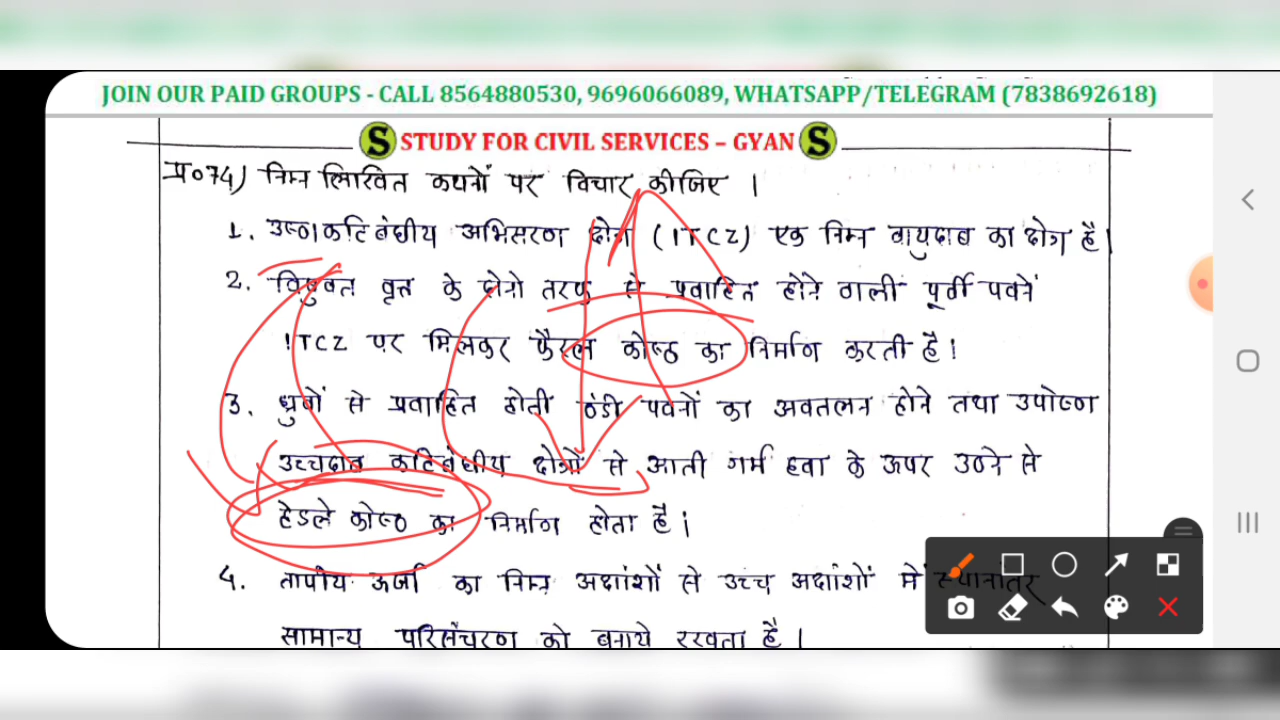 JOIN OUR PAID GROUPS - CALL 8564880530, 9696066089, WHATSAPP/TELEGRAM (7838692618)
S STUDY FOR CIVIL SERVICES – GYAN S
प्र०74) निम्न लिखित कथनों पर विचार कीजिए ।
1. उष्णकटिबंधीय अभिसरण क्षेत्र (ITCZ) एक निम्न वायुदाब का क्षेत्र है।
2. विषुवत वृत्त के दोनो तरफ से प्रवाहित होने वाली पूर्वी पवनें
ITCZ पर मिलकर फैरल कोष्ठ का निर्माण करती है।
3. ध्रुवों से प्रवाहित होती ठंडी पवनों का अवतलन होने तथा उपोष्ण
उच्चदाब कटिबंधीय क्षेत्रों से आती गर्म हवा के ऊपर उठने से
हेडले कोष्ठ का निर्माण होता है।
4. तापीय ऊर्जा का निम्न अक्षांशों से उच्च अक्षांशों में स्थानांतर
सामान्य परिसंचरण को बनाये रखता है ।